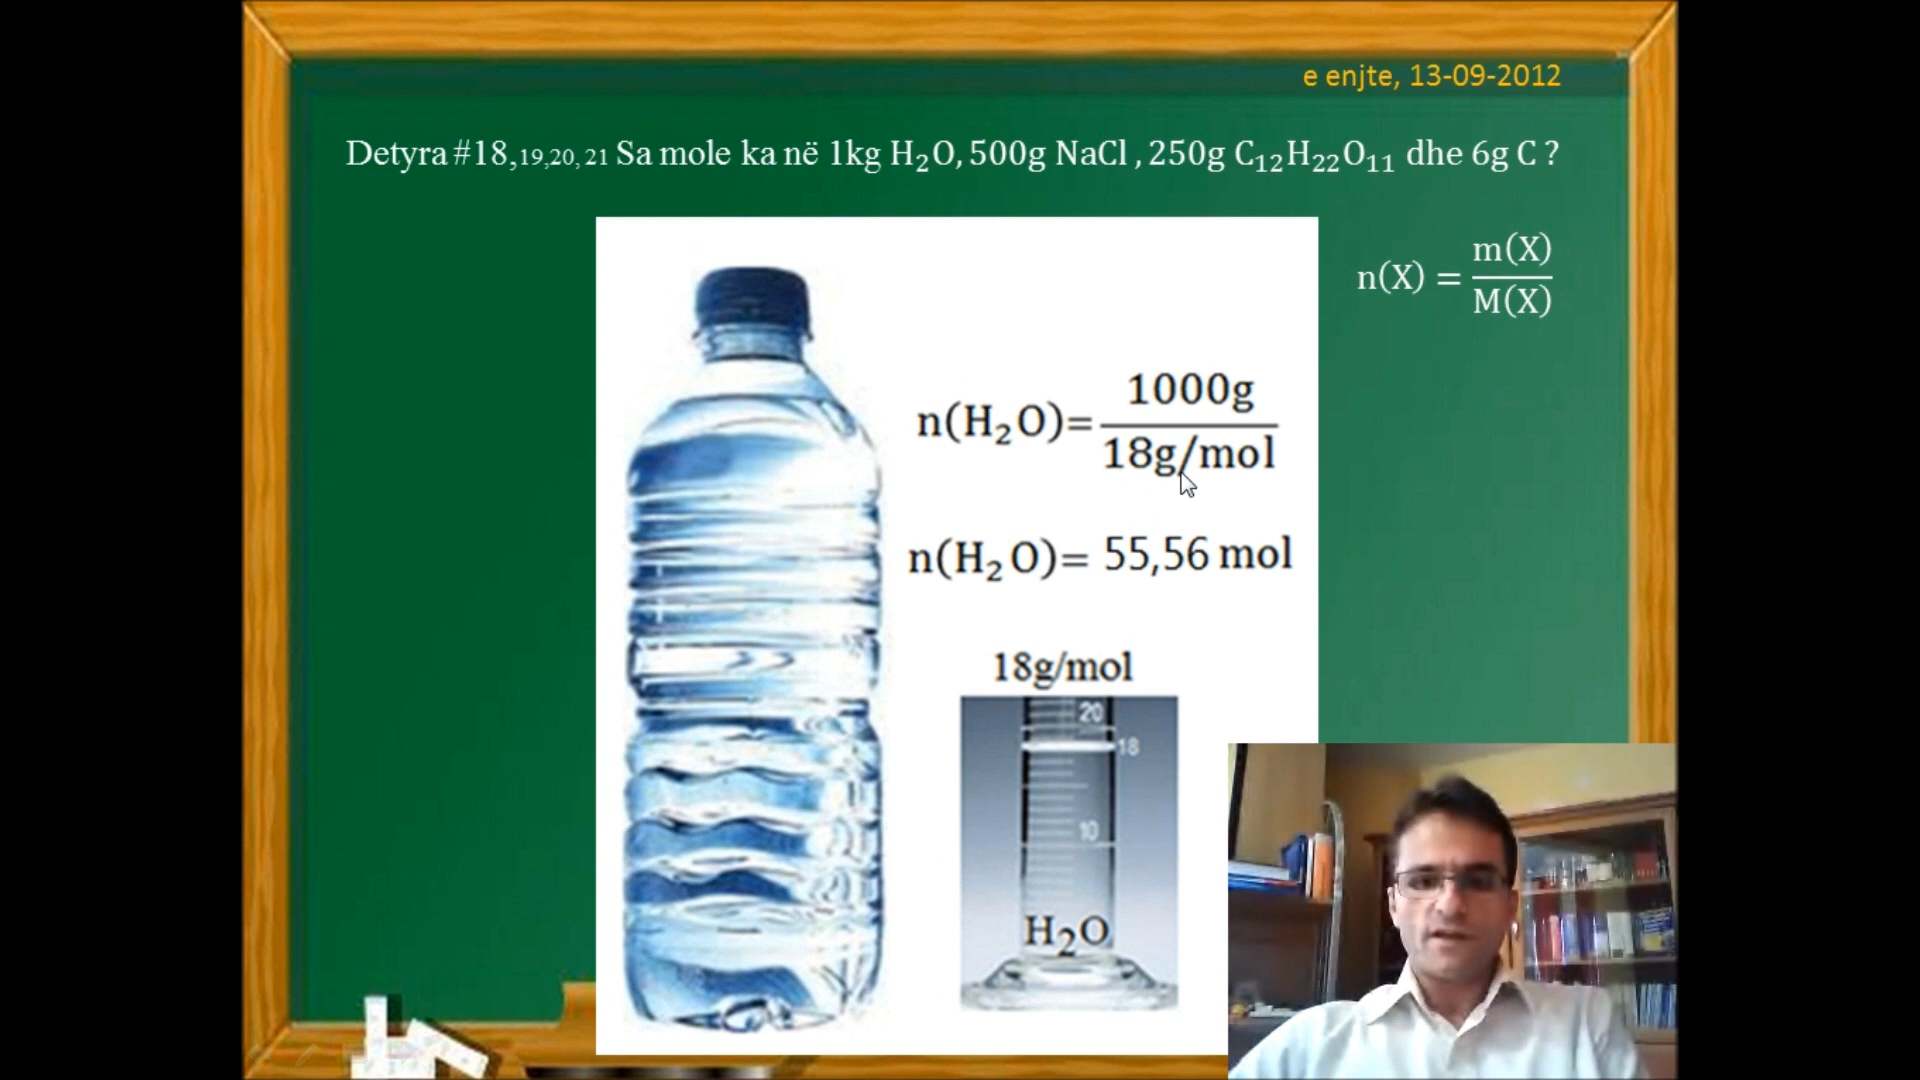 e enjte, 13-09-2012
Detyra #18,19,20, 21 Sa mole ka në 1kg H₂O, 500g NaCl , 250g C₁₂H₂₂O₁₁ dhe 6g C ?
n(X) = m(X)/M(X)
n(H₂O)= 1000g/18g/mol
n(H₂O)= 55,56 mol
18g/mol
20
18
10
H₂O